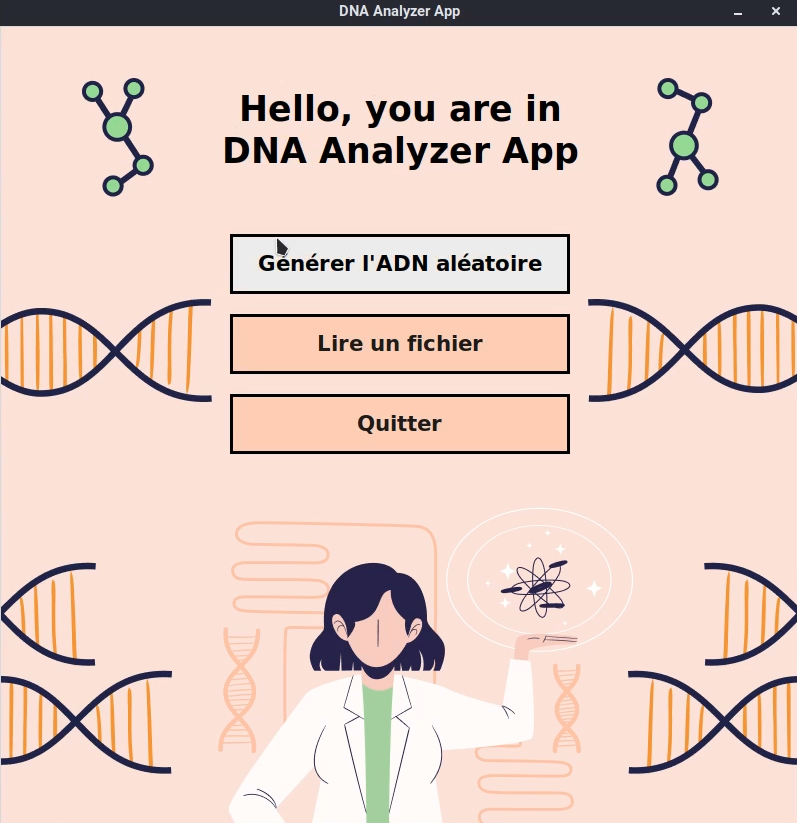 DNA Analyzer App
Hello, you are in
DNA Analyzer App
Générer l'ADN aléatoire
Lire un fichier
Quitter